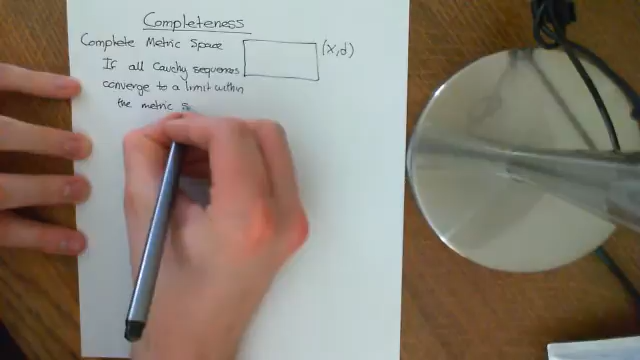 Completeness
Complete Metric Space
(X,d)
If all Cauchy sequences
converge to a limit within
the metric